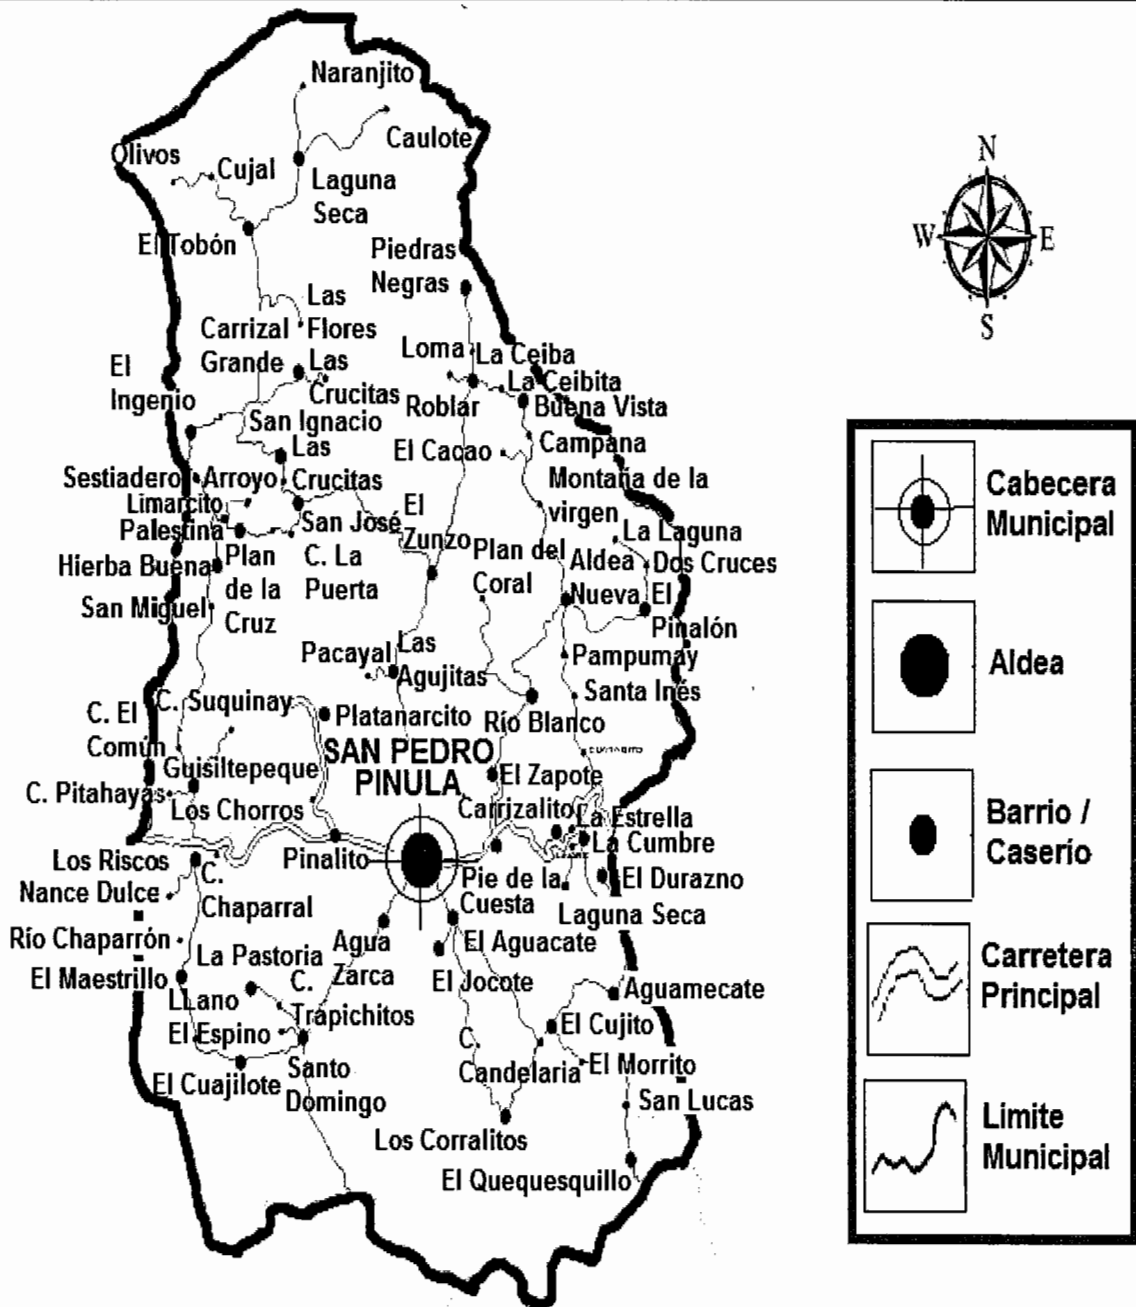 Naranjito
Caulote
Olivos
Cujal
Laguna
Seca
El Tobón
Piedras
Negras
Las
Flores
Carrizal
Grande
Las
Crucitas
El
Ingenio
San Ignacio
Loma
La Ceiba
La Ceibita
Roblar
Buena Vista
El Cacao
Campana
Las
Crucitas
Sestiadero
Arroyo
Limarcito
Palestina
San José
Hierba Buena
Plan
de la
Cruz
C. La
Puerta
San Miguel
El
Zunzo
Montaña de la
virgen
La Laguna
Plan del
Coral
Aldea
Nueva
Dos Cruces
El
Pinalón
Pacayal
Las
Agujitas
Pampumay
Santa Inés
C. Suquinay
C. El
Común
Platanarcito
Río Blanco
SAN PEDRO
PINULA
Guisiltepeque
C. Pitahayas
Los Chorros
El Zapote
Carrizalito
La Estrella
La Cumbre
Los Riscos
Pinalito
Nance Dulce
C.
Chaparral
Pie de la
Cuesta
El Durazno
Laguna Seca
Río Chaparrón
La Pastoria
Agua
Zarca
El Aguacate
El Maestrillo
El Jocote
Llano
C.
Trapichitos
El Espino
Aguamecate
El Cujito
C.
Candelaria
El Morrito
El Cuajilote
Santo
Domingo
San Lucas
Los Corralitos
El Quequesquillo
N
W
E
S
Cabecera
Municipal
Aldea
Barrio /
Caserío
Carretera
Principal
Límite
Municipal